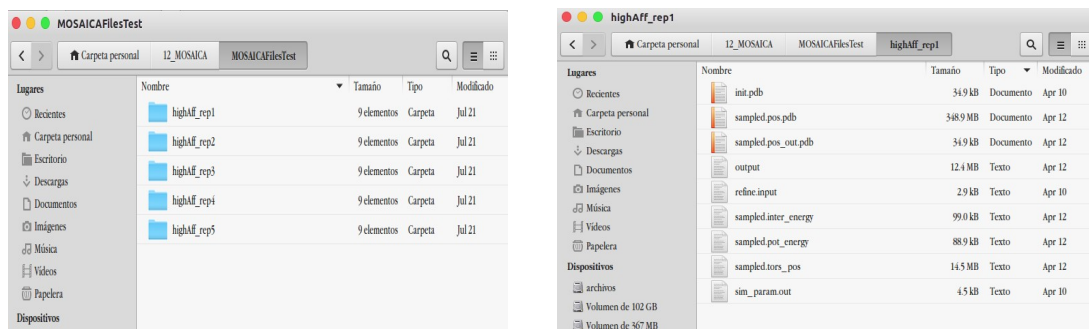 MOSAICAFilesTest
Carpeta personal 12_MOSAICA MOSAICAFilesTest
Lugares Nombre Tamaño Tipo Modificado
Recientes highAff_rep1 9 elementos Carpeta Jul 21
Carpeta personal highAff_rep2 9 elementos Carpeta Jul 21
Escritorio highAff_rep3 9 elementos Carpeta Jul 21
Descargas
Documentos highAff_rep4 9 elementos Carpeta Jul 21
Imágenes highAff_rep5 9 elementos Carpeta Jul 21
Música
Vídeos
Papelera
Dispositivos
highAff_rep1
Carpeta personal 12_MOSAICA MOSAICAFilesTest highAff_rep1
Lugares Nombre Tamaño Tipo Modificado
Recientes init.pdb 34.9 kB Documento Apr 10
Carpeta personal sampled.pos.pdb 348.9 MB Documento Apr 12
Escritorio
Descargas sampled.pos_out.pdb 34.9 kB Documento Apr 12
Documentos output 12.4 MB Texto Apr 12
Imágenes refine.input 2.9 kB Texto Apr 10
Música sampled.inter_energy 99.0 kB Texto Apr 12
Vídeos
Papelera sampled.pot_energy 88.9 kB Texto Apr 12
Dispositivos sampled.tors_pos 14.5 MB Texto Apr 12
archivos sim_param.out 4.5 kB Texto Apr 10
Volumen de 102 GB
Volumen de 367 MB